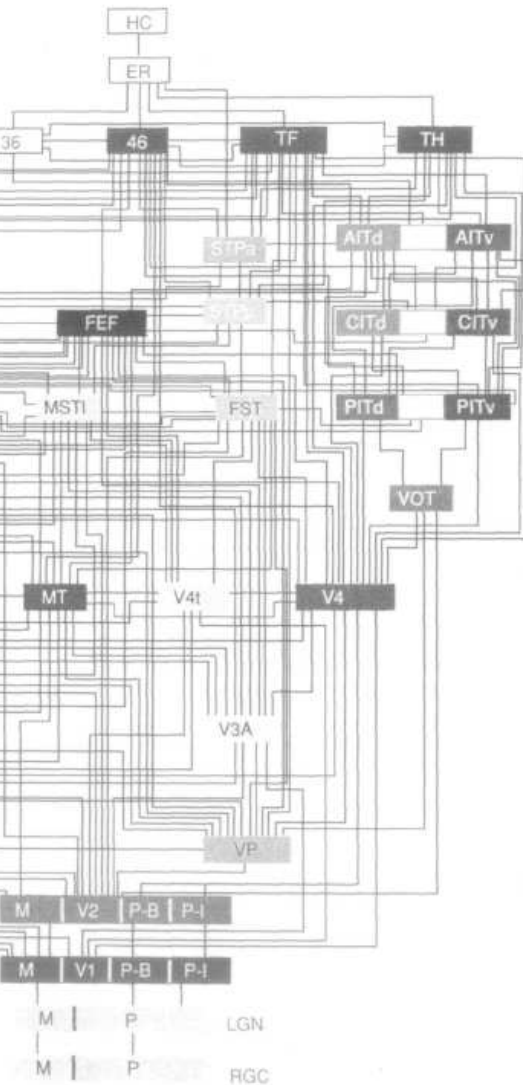 HC
ER
36 46 TF TH
STPa AITd AITv
STPp CITd CITv
FEF
MSTl FST PITd PITv
VOT
MT V4t V4
V3A
VP
M V2 P-B P-I
M V1 P-B P-I
M P LGN
M P RGC